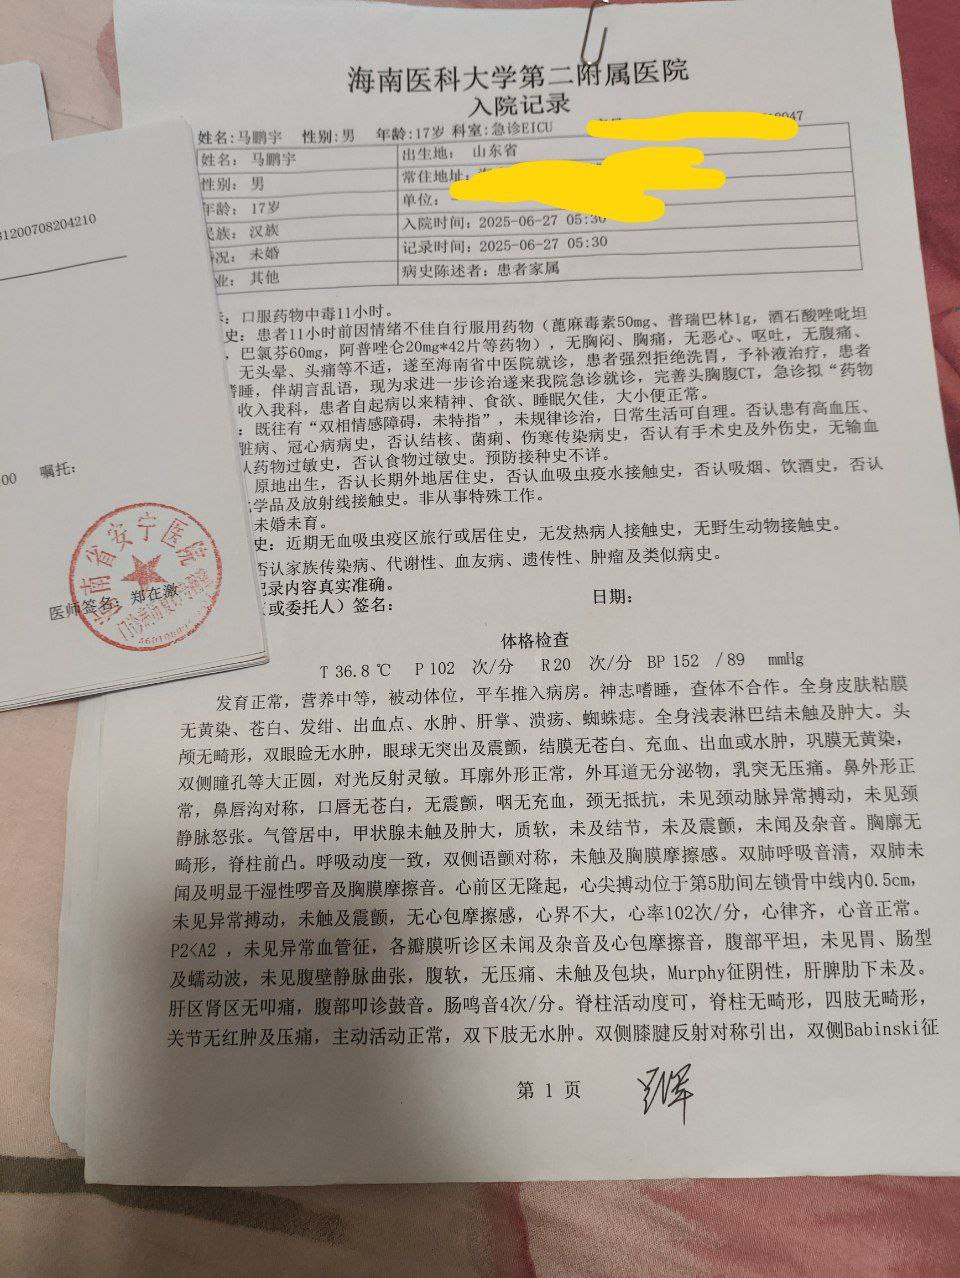 海南医科大学第二附属医院
入院记录
姓名:马鹏宇 性别:男 年龄:17岁 科室:急诊EICU 0047
姓名: 马鹏宇 出生地: 山东省
性别: 男 常住地址:
年龄: 17岁 单位:
民族: 汉族 入院时间:2025-06-27 05:30
况: 未婚 记录时间:2025-06-27 05:30
业: 其他 病史陈述者:患者家属
:口服药物中毒11小时。
史:患者11小时前因情绪不佳自行服用药物（蓖麻毒素50mg、普瑞巴林1g，酒石酸唑吡坦
，巴氯芬60mg，阿普唑仑20mg*42片等药物），无胸闷、胸痛，无恶心、呕吐，无腹痛、
，无头晕、头痛等不适，遂至海南省中医院就诊，患者强烈拒绝洗胃，予补液治疗，患者
嗜睡，伴胡言乱语，现为求进一步诊治遂来我院急诊就诊，完善头胸腹CT，急诊拟“药物
收入我科，患者自起病以来精神、食欲、睡眠欠佳，大小便正常。
:既往有“双相情感障碍，未特指”，未规律诊治，日常生活可自理。否认患有高血压、
脏病、冠心病病史，否认结核、菌痢、伤寒传染病史，否认有手术史及外伤史，无输血
认药物过敏史，否认食物过敏史。预防接种史不详。
原地出生，否认长期外地居住史，否认血吸虫疫水接触史，否认吸烟、饮酒史，否认
学品及放射线接触史。非从事特殊工作。
未婚未育。
史:近期无血吸虫疫区旅行或居住史，无发热病人接触史，无野生动物接触史。
否认家族传染病、代谢性、血友病、遗传性、肿瘤及类似病史。
记录内容真实准确。
（或委托人）签名: 日期:
体格检查
T 36.8 ℃ P 102 次/分 R 20 次/分 BP 152 /89 mmHg
发育正常，营养中等，被动体位，平车推入病房。神志嗜睡，查体不合作。全身皮肤粘膜
无黄染、苍白、发绀、出血点、水肿、肝掌、溃疡、蜘蛛痣。全身浅表淋巴结未触及肿大。头
颅无畸形，双眼睑无水肿，眼球无突出及震颤，结膜无苍白、充血、出血或水肿，巩膜无黄染，
双侧瞳孔等大正圆，对光反射灵敏。耳廓外形正常，外耳道无分泌物，乳突无压痛。鼻外形正
常，鼻唇沟对称，口唇无苍白，无震颤，咽无充血，颈无抵抗，未见颈动脉异常搏动，未见颈
静脉怒张。气管居中，甲状腺未触及肿大，质软，未及结节，未及震颤，未闻及杂音。胸廓无
畸形，脊柱前凸。呼吸动度一致，双侧语颤对称，未触及胸膜摩擦感。双肺呼吸音清，双肺未
闻及明显干湿性啰音及胸膜摩擦音。心前区无隆起，心尖搏动位于第5肋间左锁骨中线内0.5cm，
未见异常搏动，未触及震颤，无心包摩擦感，心界不大，心率102次/分，心律齐，心音正常。
P2<A2 ，未见异常血管征，各瓣膜听诊区未闻及杂音及心包摩擦音，腹部平坦，未见胃、肠型
及蠕动波，未见腹壁静脉曲张，腹软，无压痛、未触及包块，Murphy征阴性，肝脾肋下未及。
肝区肾区无叩痛，腹部叩诊鼓音。肠鸣音4次/分。脊柱活动度可，脊柱无畸形，四肢无畸形，
关节无红肿及压痛，主动活动正常，双下肢无水肿。双侧膝腱反射对称引出，双侧Babinski征
第 1 页
31200708204210
00 嘱托:
海南省安宁医院
医师签名: 郑在激